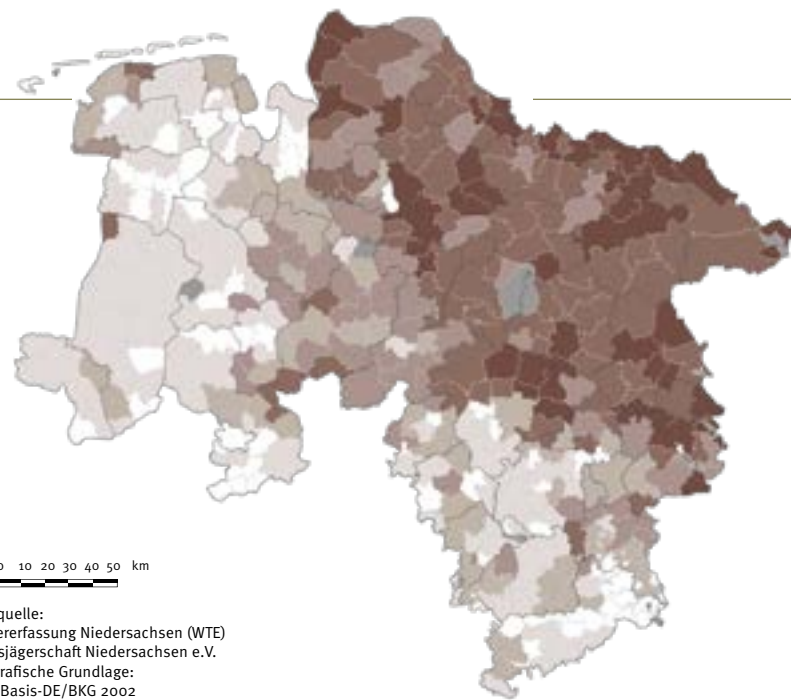 0 10 20 30 40 50 km
quelle:
ererfassung Niedersachsen (WTE)
sjägerschaft Niedersachsen e.V.
rafische Grundlage:
Basis-DE/BKG 2002